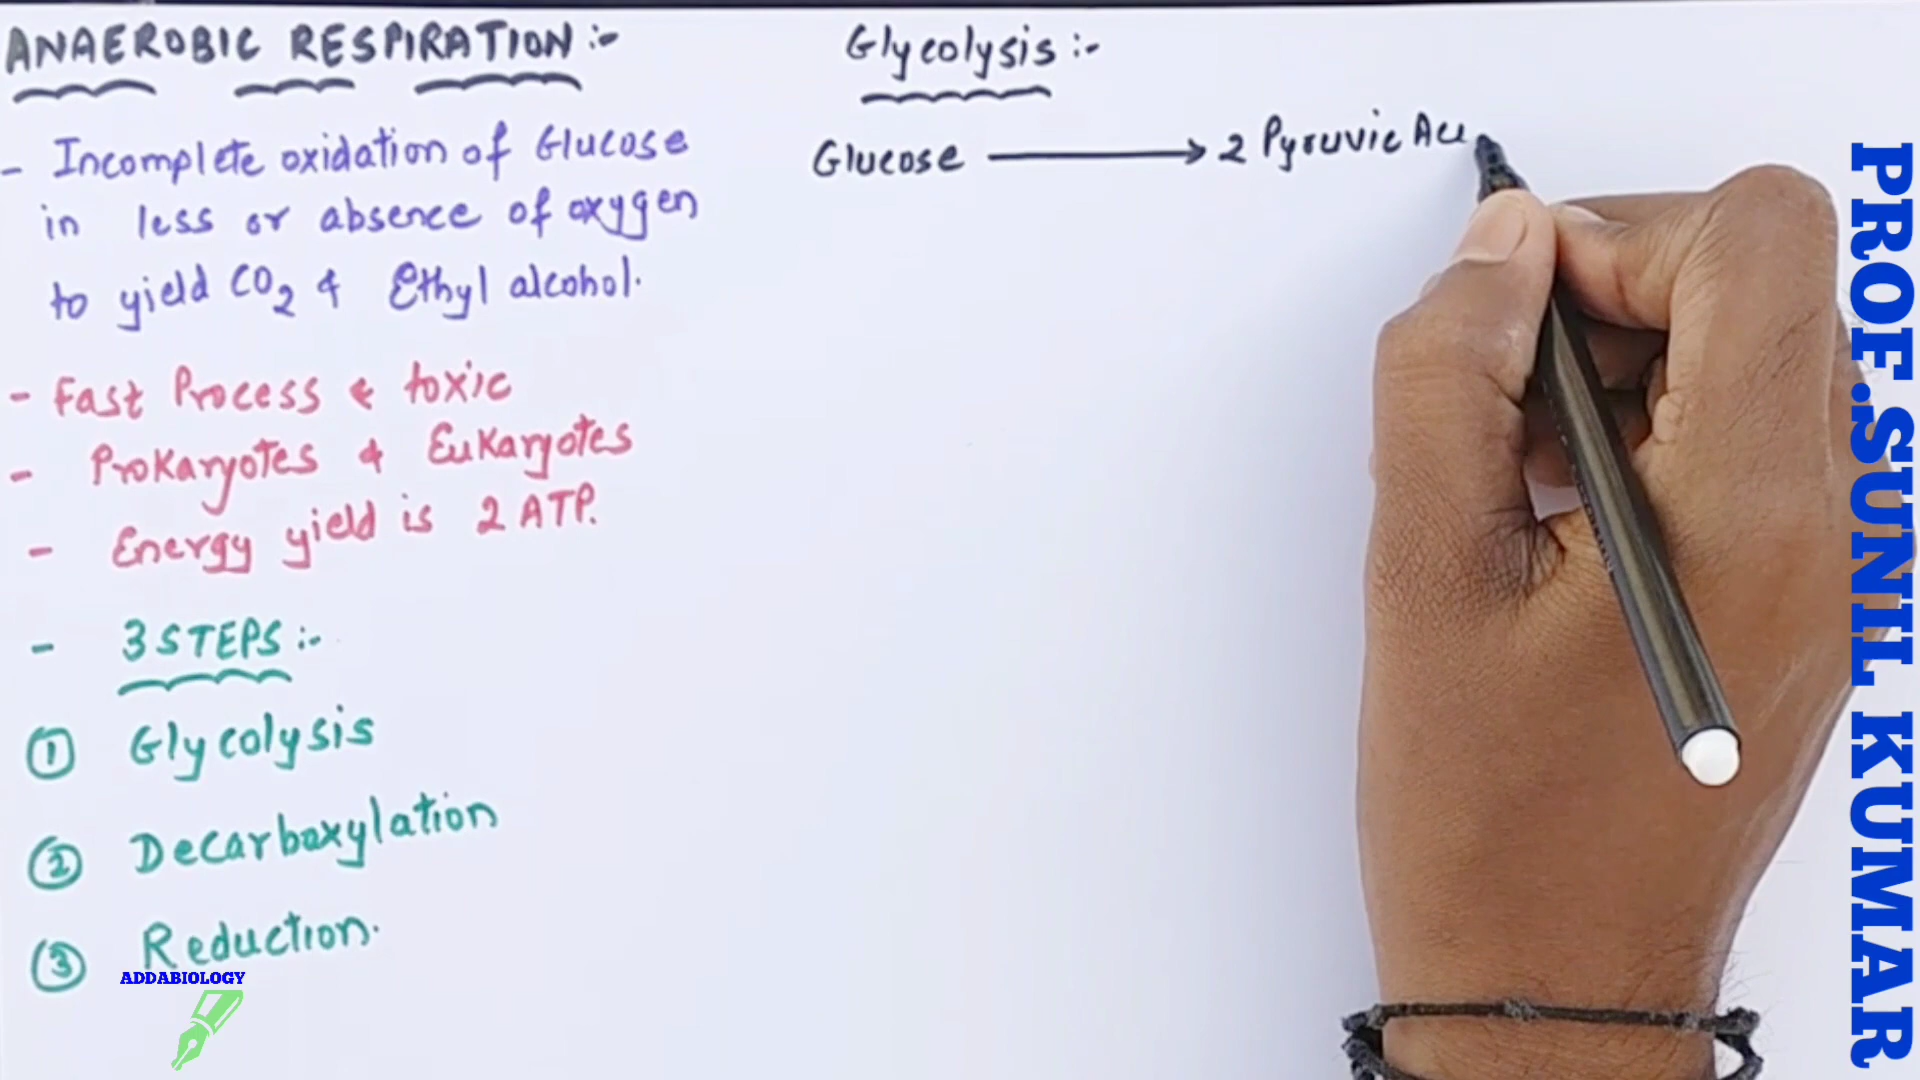 ANAEROBIC RESPIRATION :-
- Incomplete oxidation of Glucose
in less or absence of oxygen
to yield CO2 & Ethyl alcohol.
- Fast Process & toxic
- Prokaryotes & Eukaryotes
- Energy yield is 2 ATP.
- 3 STEPS :-
① Glycolysis
② Decarboxylation
③ Reduction.
ADDABIOLOGY
Glycolysis :-
Glucose → 2 Pyruvic Aci
PROF.SUNIL KUMAR